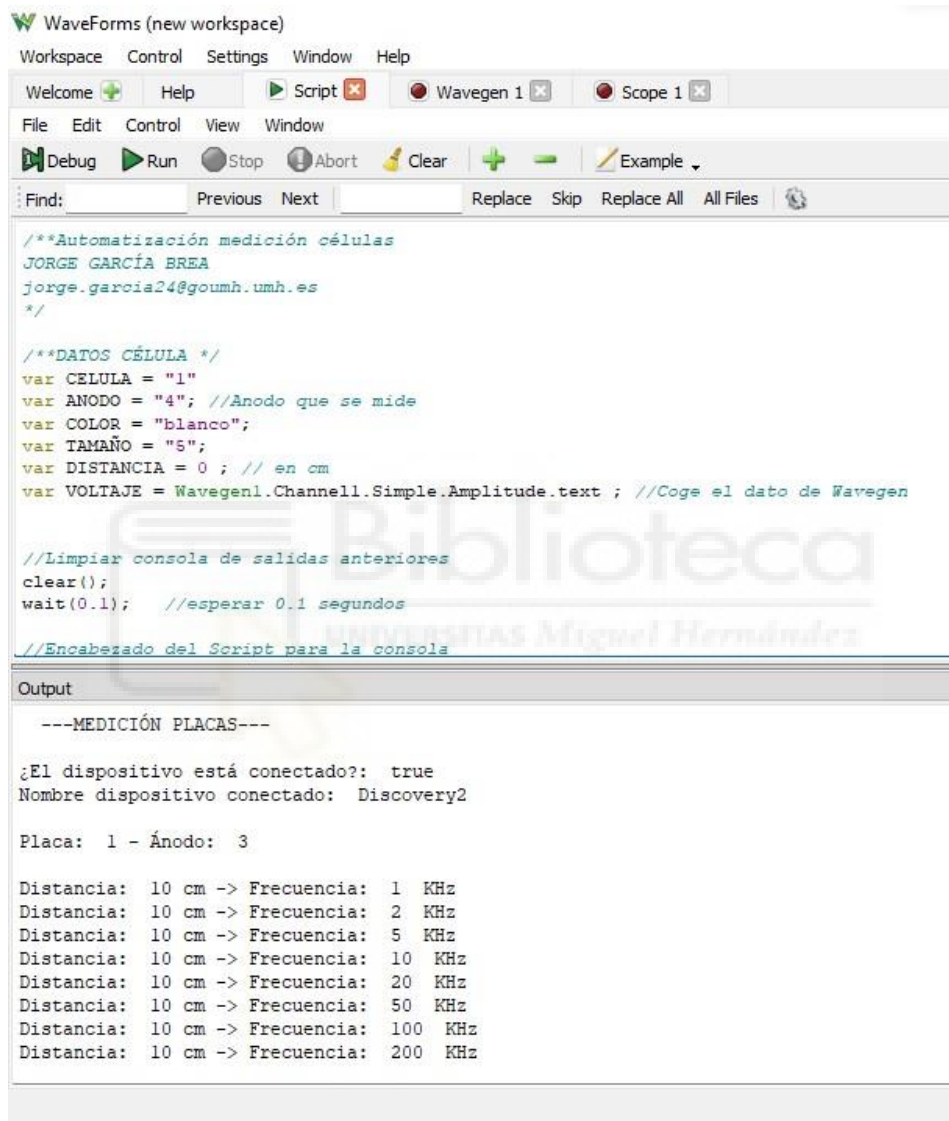 WaveForms (new workspace)
Workspace Control Settings Window Help
Welcome Help Script Wavegen 1 Scope 1
File Edit Control View Window
Debug Run Stop Abort Clear Example
Find: Previous Next Replace Skip Replace All All Files
/**Automatización medición células
JORGE GARCÍA BREA
jorge.garcia24@goumh.umh.es
*/
/**DATOS CÉLULA */
var CELULA = "1"
var ANODO = "4"; //Anodo que se mide
var COLOR = "blanco";
var TAMAÑO = "5";
var DISTANCIA = 0 ; // en cm
var VOLTAJE = Wavegen1.Channel1.Simple.Amplitude.text ; //Coge el dato de Wavegen
Biblioteca
//Limpiar consola de salidas anteriores
clear();
wait(0.1); //esperar 0.1 segundos
UNIVERSITAS Miguel Hernández
//Encabezado del Script para la consola
Output
---MEDICIÓN PLACAS---
¿El dispositivo está conectado?: true
Nombre dispositivo conectado: Discovery2
Placa: 1 - Ánodo: 3
Distancia: 10 cm -> Frecuencia: 1 KHz
Distancia: 10 cm -> Frecuencia: 2 KHz
Distancia: 10 cm -> Frecuencia: 5 KHz
Distancia: 10 cm -> Frecuencia: 10 KHz
Distancia: 10 cm -> Frecuencia: 20 KHz
Distancia: 10 cm -> Frecuencia: 50 KHz
Distancia: 10 cm -> Frecuencia: 100 KHz
Distancia: 10 cm -> Frecuencia: 200 KHz